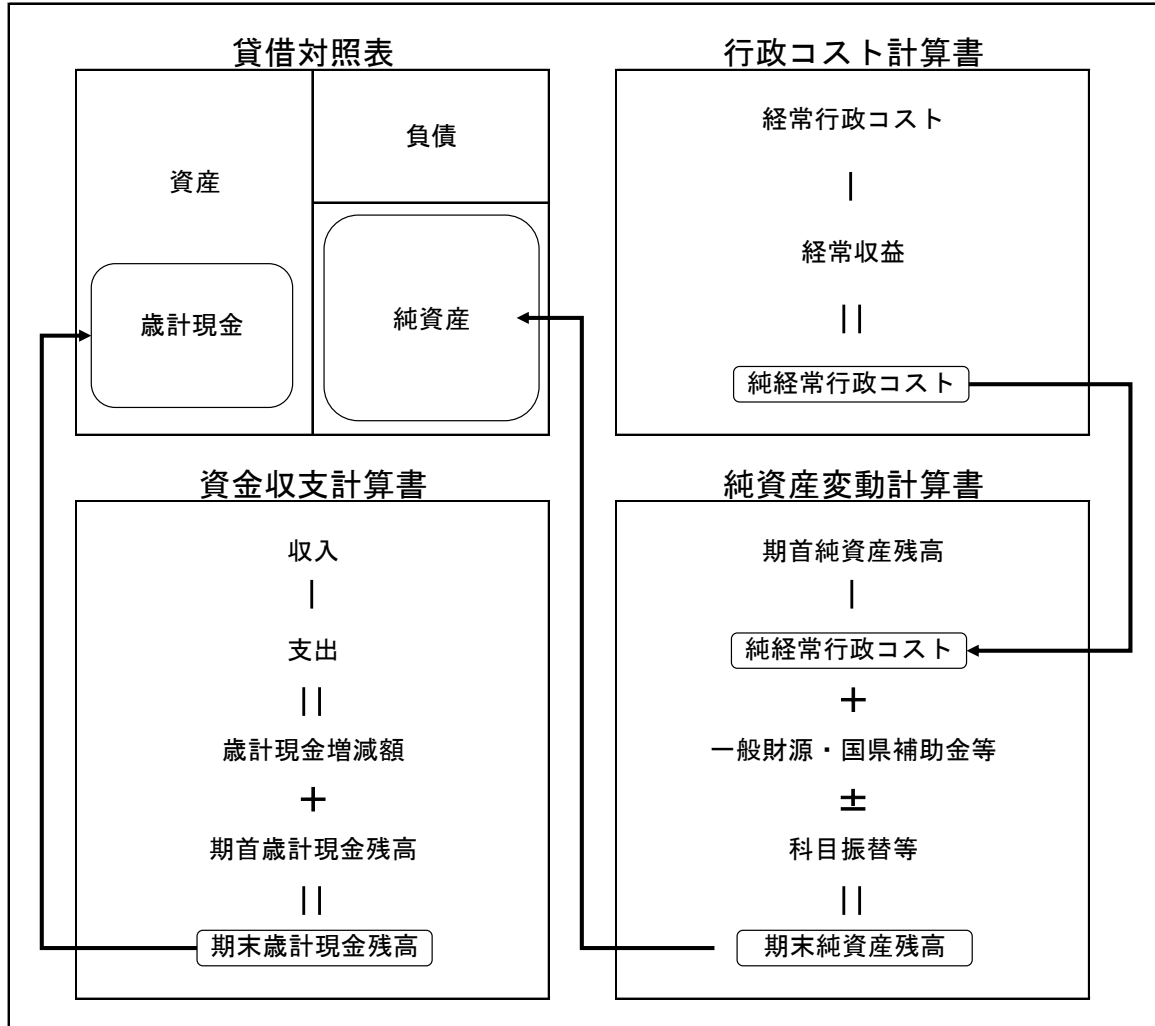 貸借対照表
資産
負債
歳計現金
純資産
行政コスト計算書
経常行政コスト
−
経常収益
||
純経常行政コスト
資金収支計算書
収入
−
支出
||
歳計現金増減額
＋
期首歳計現金残高
||
期末歳計現金残高
純資産変動計算書
期首純資産残高
−
純経常行政コスト
＋
一般財源・国県補助金等
±
科目振替等
||
期末純資産残高